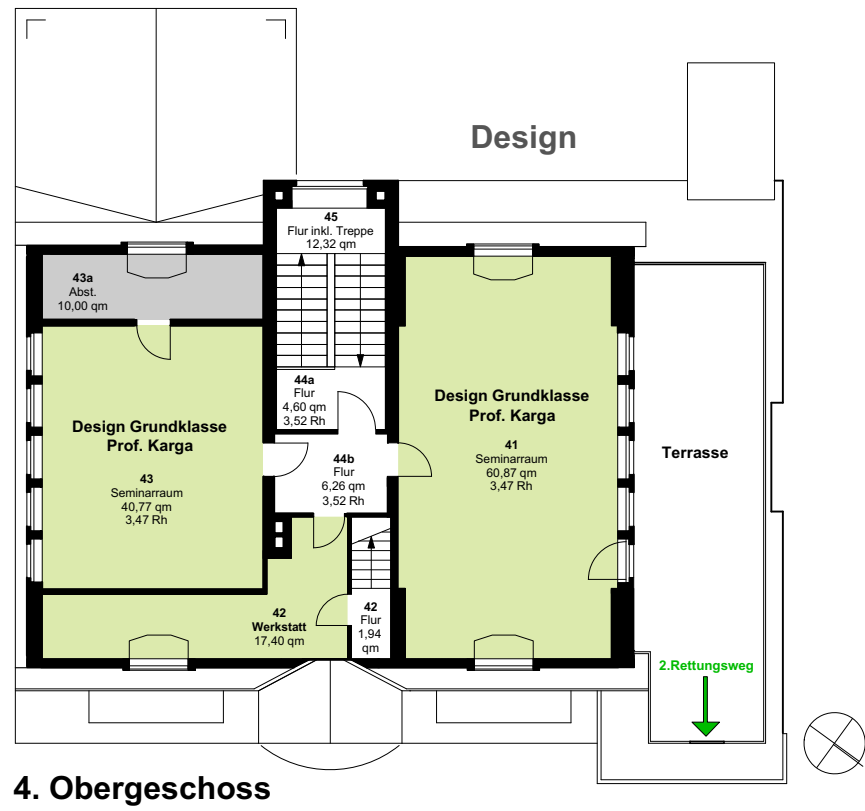 Design
45
Flur inkl. Treppe
12,32 qm
43a
Abst.
10,00 qm
44a
Flur
4,60 qm
3,52 Rh
Design Grundklasse
Prof. Karga
43
Seminarraum
40,77 qm
3,47 Rh
44b
Flur
6,26 qm
3,52 Rh
Design Grundklasse
Prof. Karga
41
Seminarraum
60,87 qm
3,47 Rh
Terrasse
42
Werkstatt
17,40 qm
42
Flur
1,94
qm
2.Rettungsweg
4. Obergeschoss